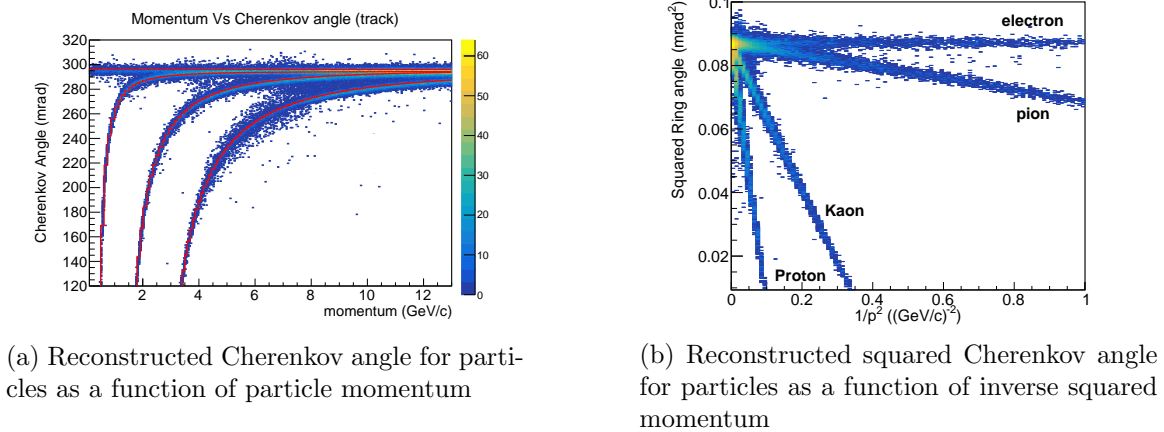 Momentum Vs Cherenkov angle (track)
Cherenkov Angle (mrad)
320
300
280
260
240
220
200
180
160
140
120
2
4
6
8
10
12
momentum (GeV/c)
60
50
40
30
20
10
0
(a) Reconstructed Cherenkov angle for parti-
cles as a function of particle momentum
Squared Ring angle (mrad²)
0.1
0.08
0.06
0.04
0.02
electron
pion
Kaon
Proton
0
0.2
0.4
0.6
0.8
1
1/p² ((GeV/c)⁻²)
(b) Reconstructed squared Cherenkov angle
for particles as a function of inverse squared
momentum